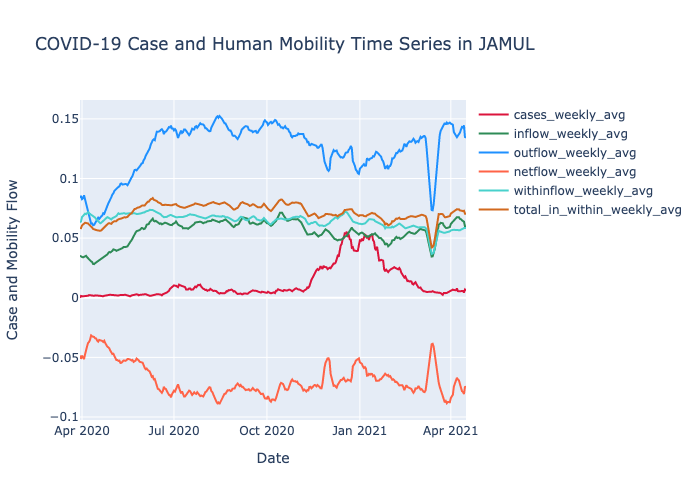 COVID-19 Case and Human Mobility Time Series in JAMUL
Case and Mobility Flow
0.15
0.1
0.05
0
−0.05
−0.1
Apr 2020
Jul 2020
Oct 2020
Jan 2021
Apr 2021
Date
cases_weekly_avg
inflow_weekly_avg
outflow_weekly_avg
netflow_weekly_avg
withinflow_weekly_avg
total_in_within_weekly_avg